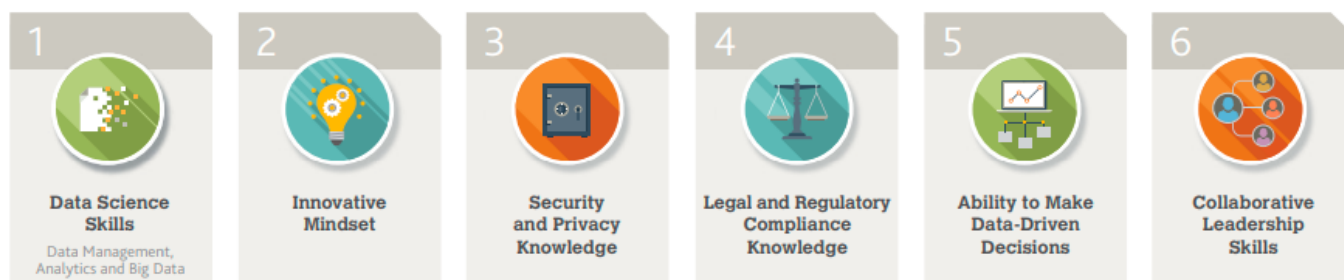 1
Data Science
Skills
Data Management,
Analytics and Big Data
2
Innovative
Mindset
3
Security
and Privacy
Knowledge
4
Legal and Regulatory
Compliance
Knowledge
5
Ability to Make
Data-Driven
Decisions
6
Collaborative
Leadership
Skills